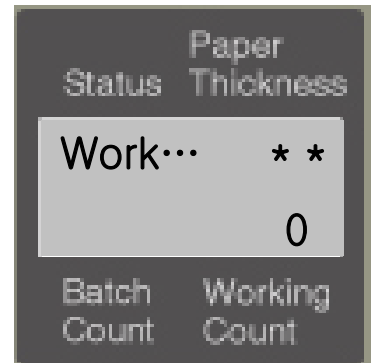 Paper
Status Thickness
Work… * *
0
Batch Working
Count Count